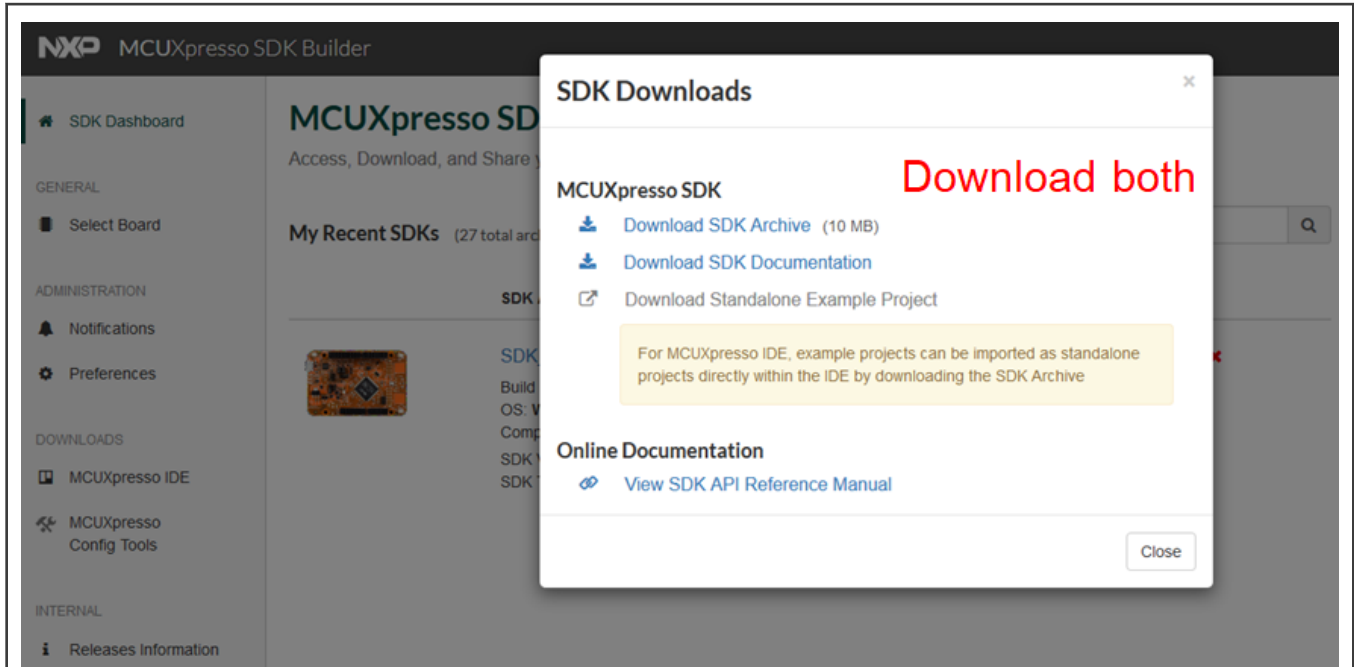 NXP MCUXpresso SDK Builder
SDK Dashboard
GENERAL
Select Board
ADMINISTRATION
Notifications
Preferences
DOWNLOADS
MCUXpresso IDE
MCUXpresso
Config Tools
INTERNAL
Releases Information
MCUXpresso SD
Access, Download, and Share
My Recent SDKs (27 total arc
SDK
SDK
Build
OS:
Comp
SDK
SDK
SDK Downloads
×
Download both
MCUXpresso SDK
Download SDK Archive (10 MB)
Download SDK Documentation
Download Standalone Example Project
For MCUXpresso IDE, example projects can be imported as standalone
projects directly within the IDE by downloading the SDK Archive
Online Documentation
View SDK API Reference Manual
Close